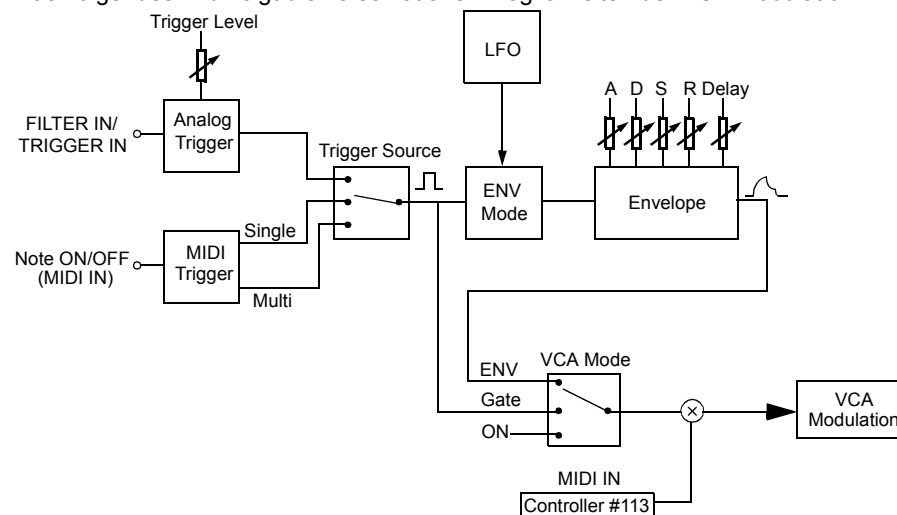 Trigger Level
LFO
A D S R Delay
FILTER IN/
TRIGGER IN
Analog
Trigger
Trigger Source
ENV
Mode
Envelope
Single
Note ON/OFF
(MIDI IN)
MIDI
Trigger
Multi
VCA Mode
ENV
Gate
ON
VCA
Modulation
MIDI IN
Controller #113